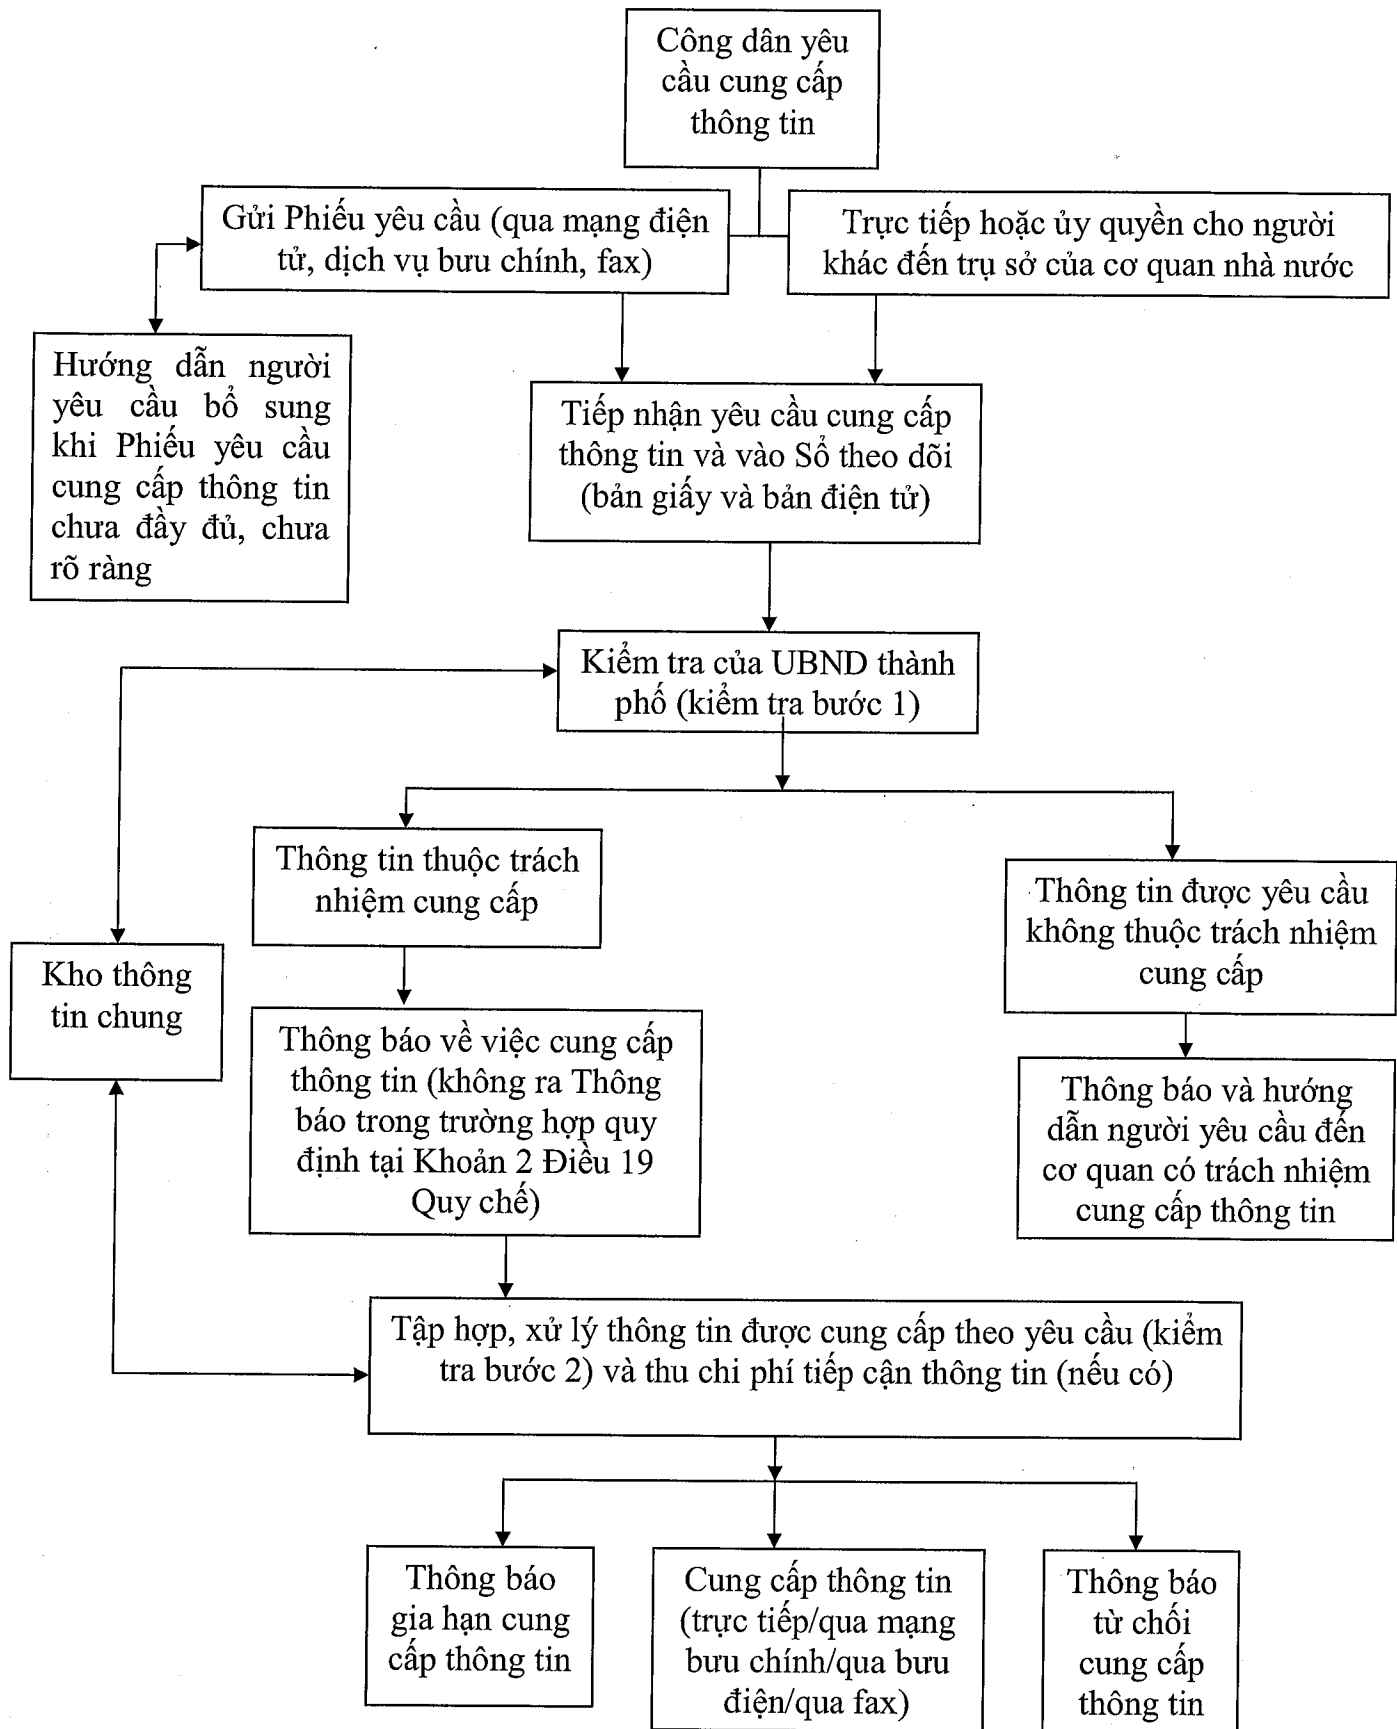 Công dân yêu
cầu cung cấp
thông tin
Gửi Phiếu yêu cầu (qua mạng điện
tử, dịch vụ bưu chính, fax)
Trực tiếp hoặc ủy quyền cho người
khác đến trụ sở của cơ quan nhà nước
Hướng dẫn người
yêu cầu bổ sung
khi Phiếu yêu cầu
cung cấp thông tin
chưa đầy đủ, chưa
rõ ràng
Tiếp nhận yêu cầu cung cấp
thông tin và vào Sổ theo dõi
(bản giấy và bản điện tử)
Kiểm tra của UBND thành
phố (kiểm tra bước 1)
Thông tin thuộc trách
nhiệm cung cấp
Thông tin được yêu cầu
không thuộc trách nhiệm
cung cấp
Kho thông
tin chung
Thông báo về việc cung cấp
thông tin (không ra Thông
báo trong trường hợp quy
định tại Khoản 2 Điều 19
Quy chế)
Thông báo và hướng
dẫn người yêu cầu đến
cơ quan có trách nhiệm
cung cấp thông tin
Tập hợp, xử lý thông tin được cung cấp theo yêu cầu (kiểm
tra bước 2) và thu chi phí tiếp cận thông tin (nếu có)
Thông báo
gia hạn cung
cấp thông tin
Cung cấp thông tin
(trực tiếp/qua mạng
bưu chính/qua bưu
điện/qua fax)
Thông báo
từ chối
cung cấp
thông tin